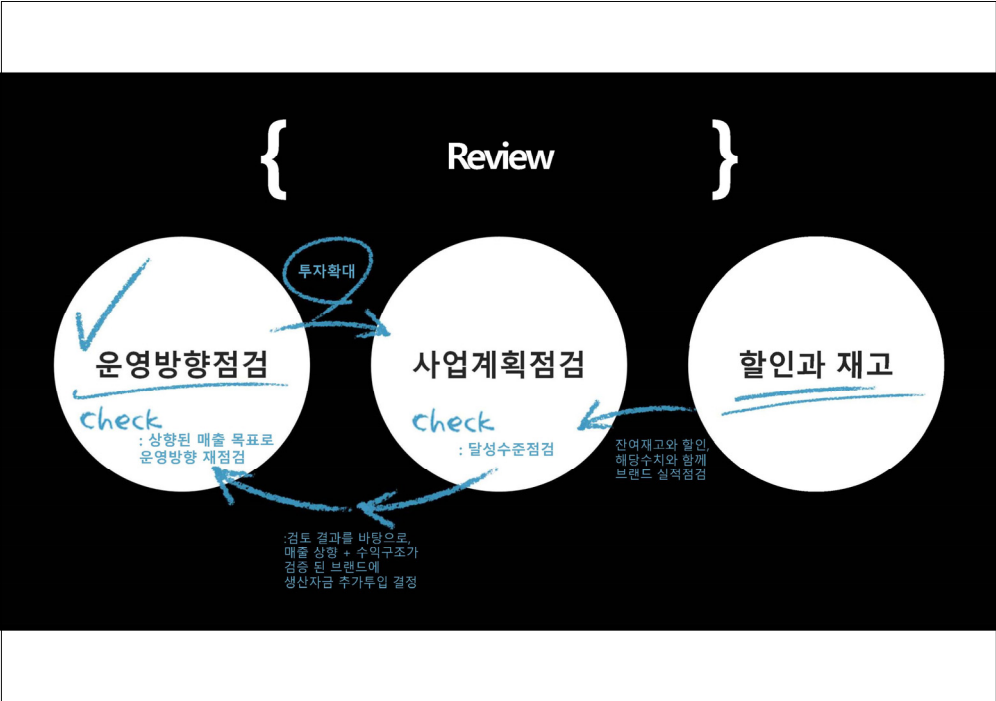 { Review }
투자확대
운영방향점검
check
: 상향된 매출 목표로
운영방향 재점검
사업계획점검
check
: 달성수준점검
할인과 재고
잔여재고와 할인,
해당수치와 함께
브랜드 실적점검
:검토 결과를 바탕으로,
매출 상향 + 수익구조가
검증 된 브랜드에
생산자금 추가투입 결정